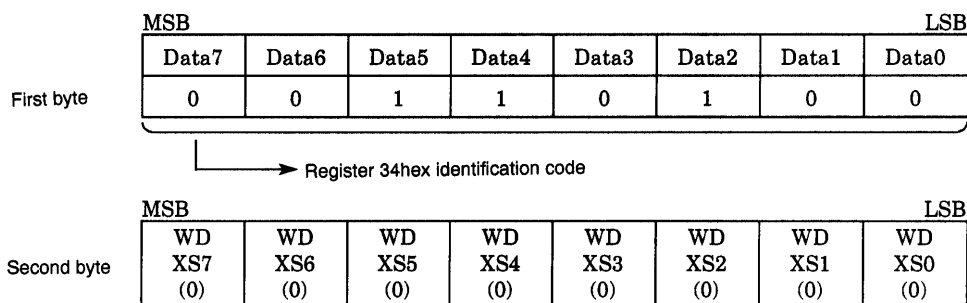 MSB LSB
Data7 Data6 Data5 Data4 Data3 Data2 Data1 Data0
First byte 0 0 1 1 0 1 0 0
Register 34hex identification code
MSB LSB
WD WD WD WD WD WD WD WD
Second byte XS7 XS6 XS5 XS4 XS3 XS2 XS1 XS0
(0) (0) (0) (0) (0) (0) (0) (0)